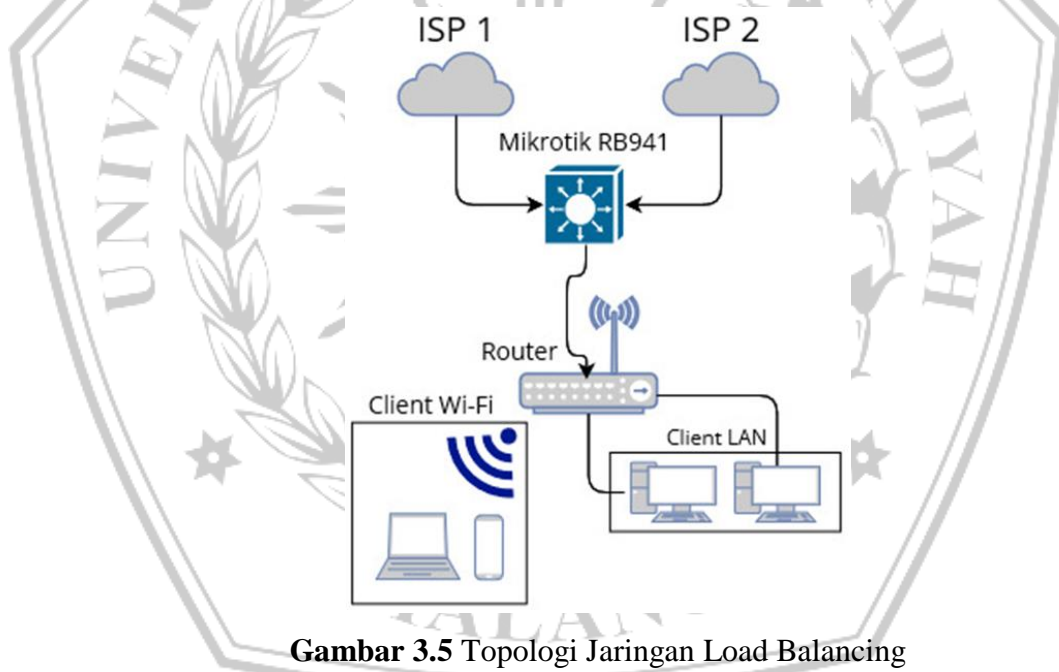 ISP 1
ISP 2
Mikrotik RB941
Router
Client Wi-Fi
Client LAN
Gambar 3.5 Topologi Jaringan Load Balancing
MALANG